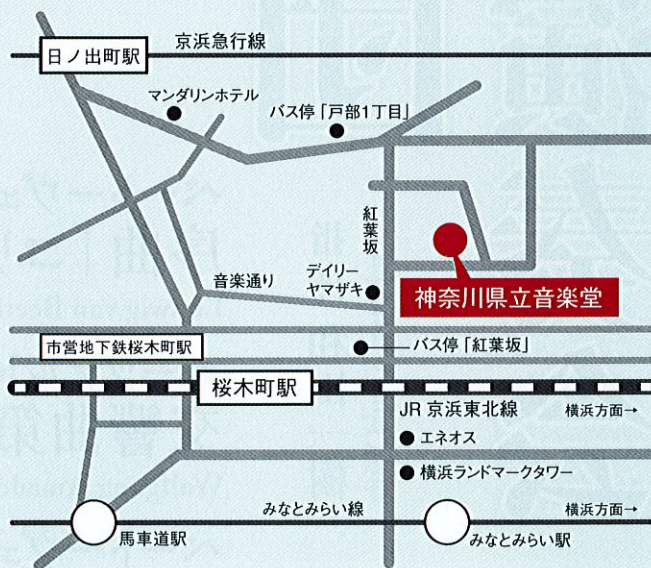 京浜急行線
日ノ出町駅
マンダリンホテル
バス停「戸部1丁目」
紅葉坂
音楽通り
デイリー
ヤマザキ
神奈川県立音楽堂
市営地下鉄桜木町駅
バス停「紅葉坂」
桜木町駅
JR 京浜東北線
横浜方面→
エネオス
横浜ランドマークタワー
みなとみらい線
横浜方面→
馬車道駅
みなとみらい駅